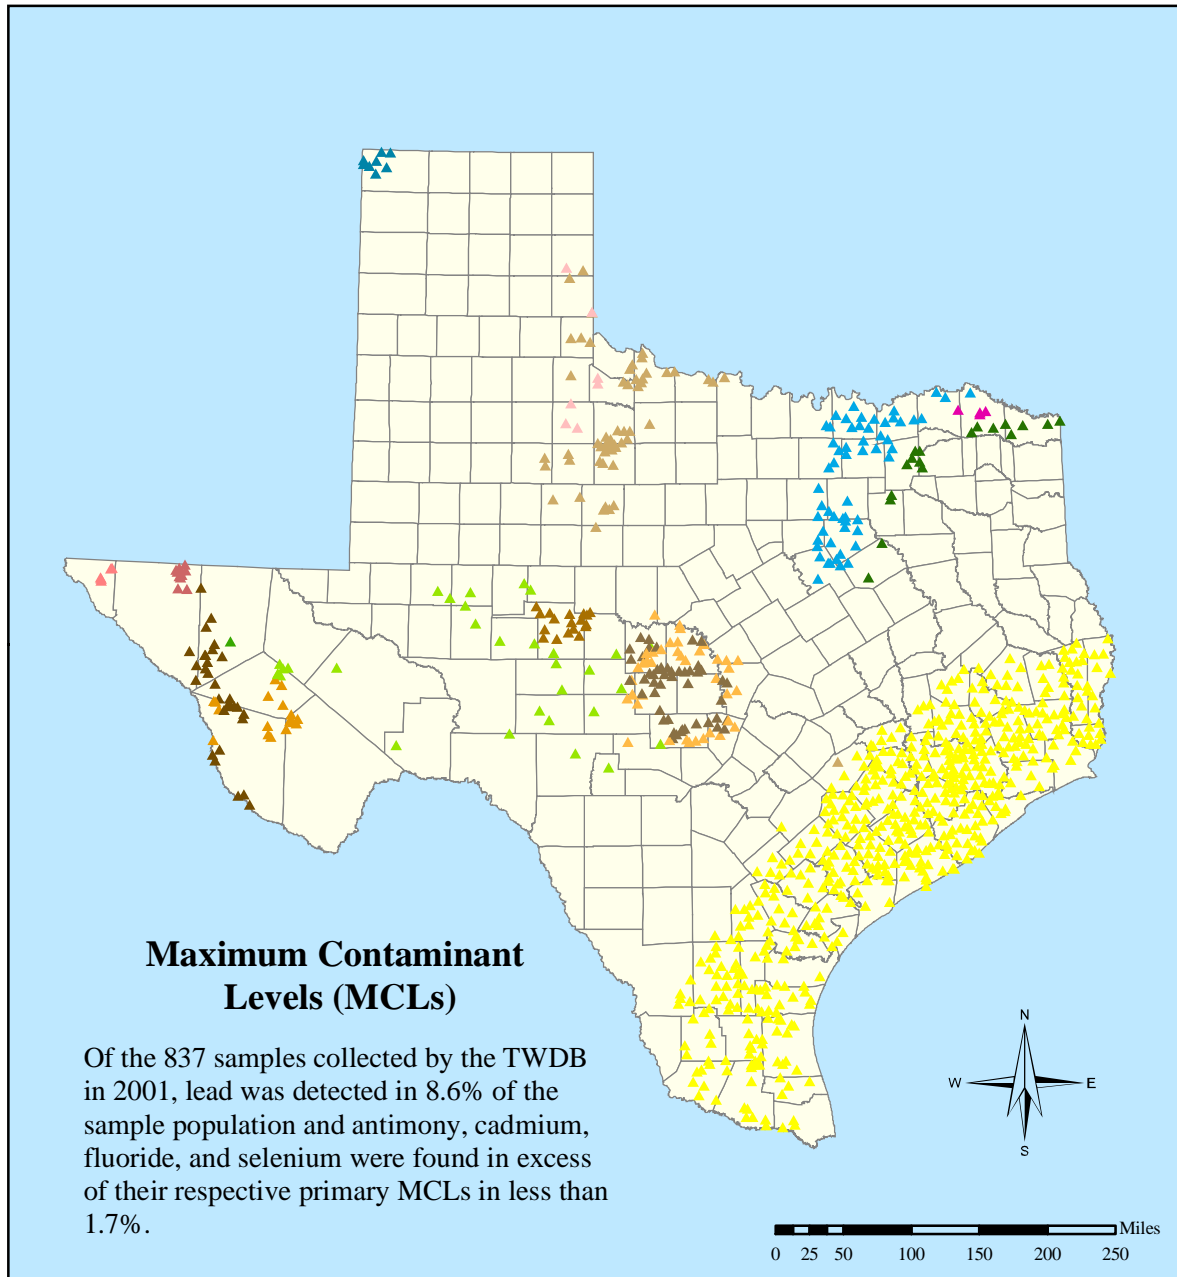 Maximum Contaminant
Levels (MCLs)
Of the 837 samples collected by the TWDB
in 2001, lead was detected in 8.6% of the
sample population and antimony, cadmium,
fluoride, and selenium were found in excess
of their respective primary MCLs in less than
1.7%.
N
W E
S
Miles
0 25 50 100 150 200 250